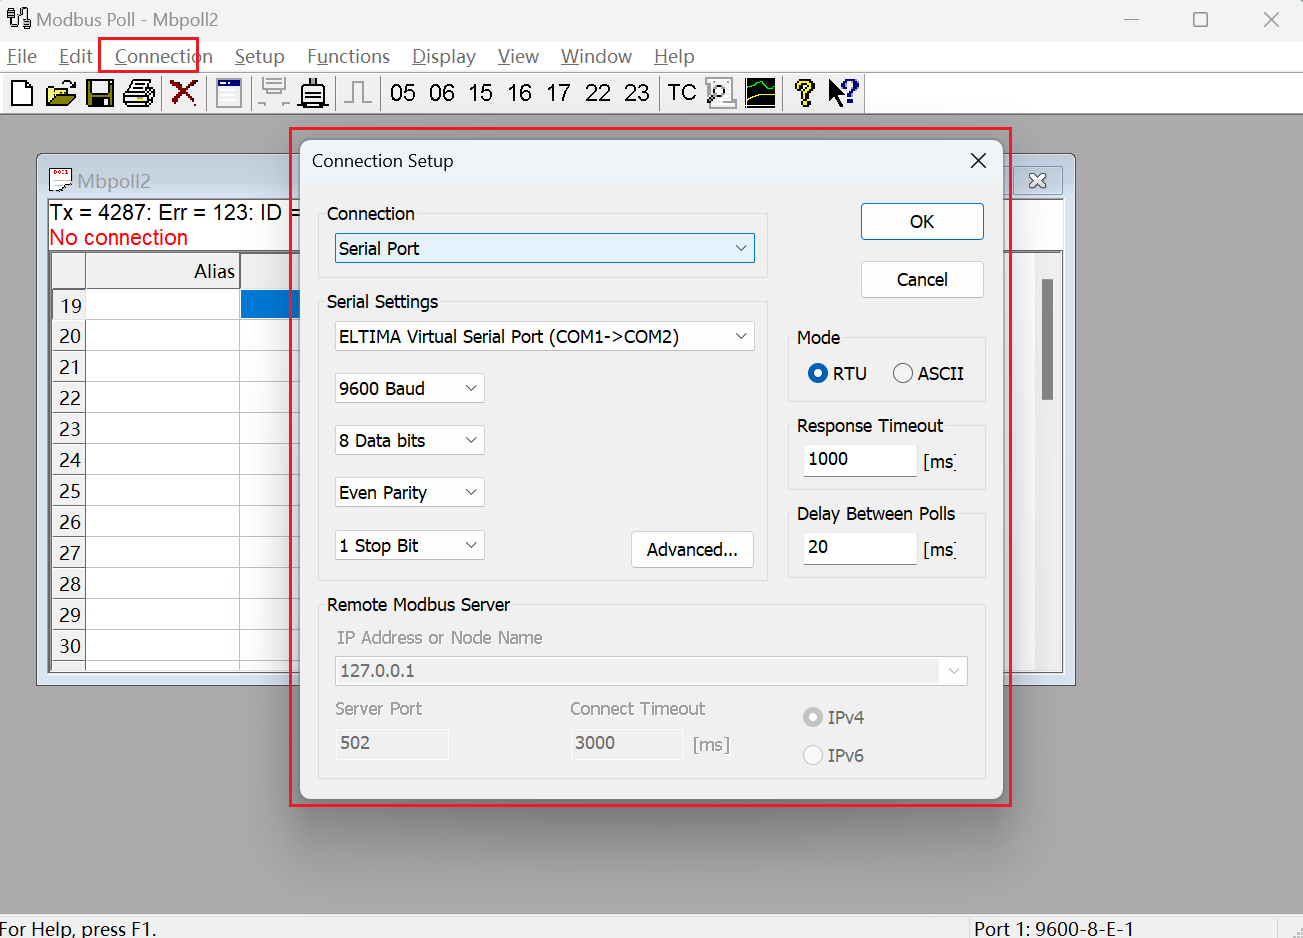 Modbus Poll - Mbpoll2
File Edit Connection Setup Functions Display View Window Help
05 06 15 16 17 22 23 TC
Mbpoll2
Tx = 4287: Err = 123: ID =
No connection
Alias
19
20
21
22
23
24
25
26
27
28
29
30
Connection Setup
Connection
Serial Port
OK
Cancel
Serial Settings
ELTIMA Virtual Serial Port (COM1->COM2)
9600 Baud
8 Data bits
Even Parity
1 Stop Bit
Advanced...
Mode
RTU ASCII
Response Timeout
1000 [ms]
Delay Between Polls
20 [ms]
Remote Modbus Server
IP Address or Node Name
127.0.0.1
Server Port Connect Timeout
502 3000 [ms]
IPv4
IPv6
For Help, press F1.
Port 1: 9600-8-E-1